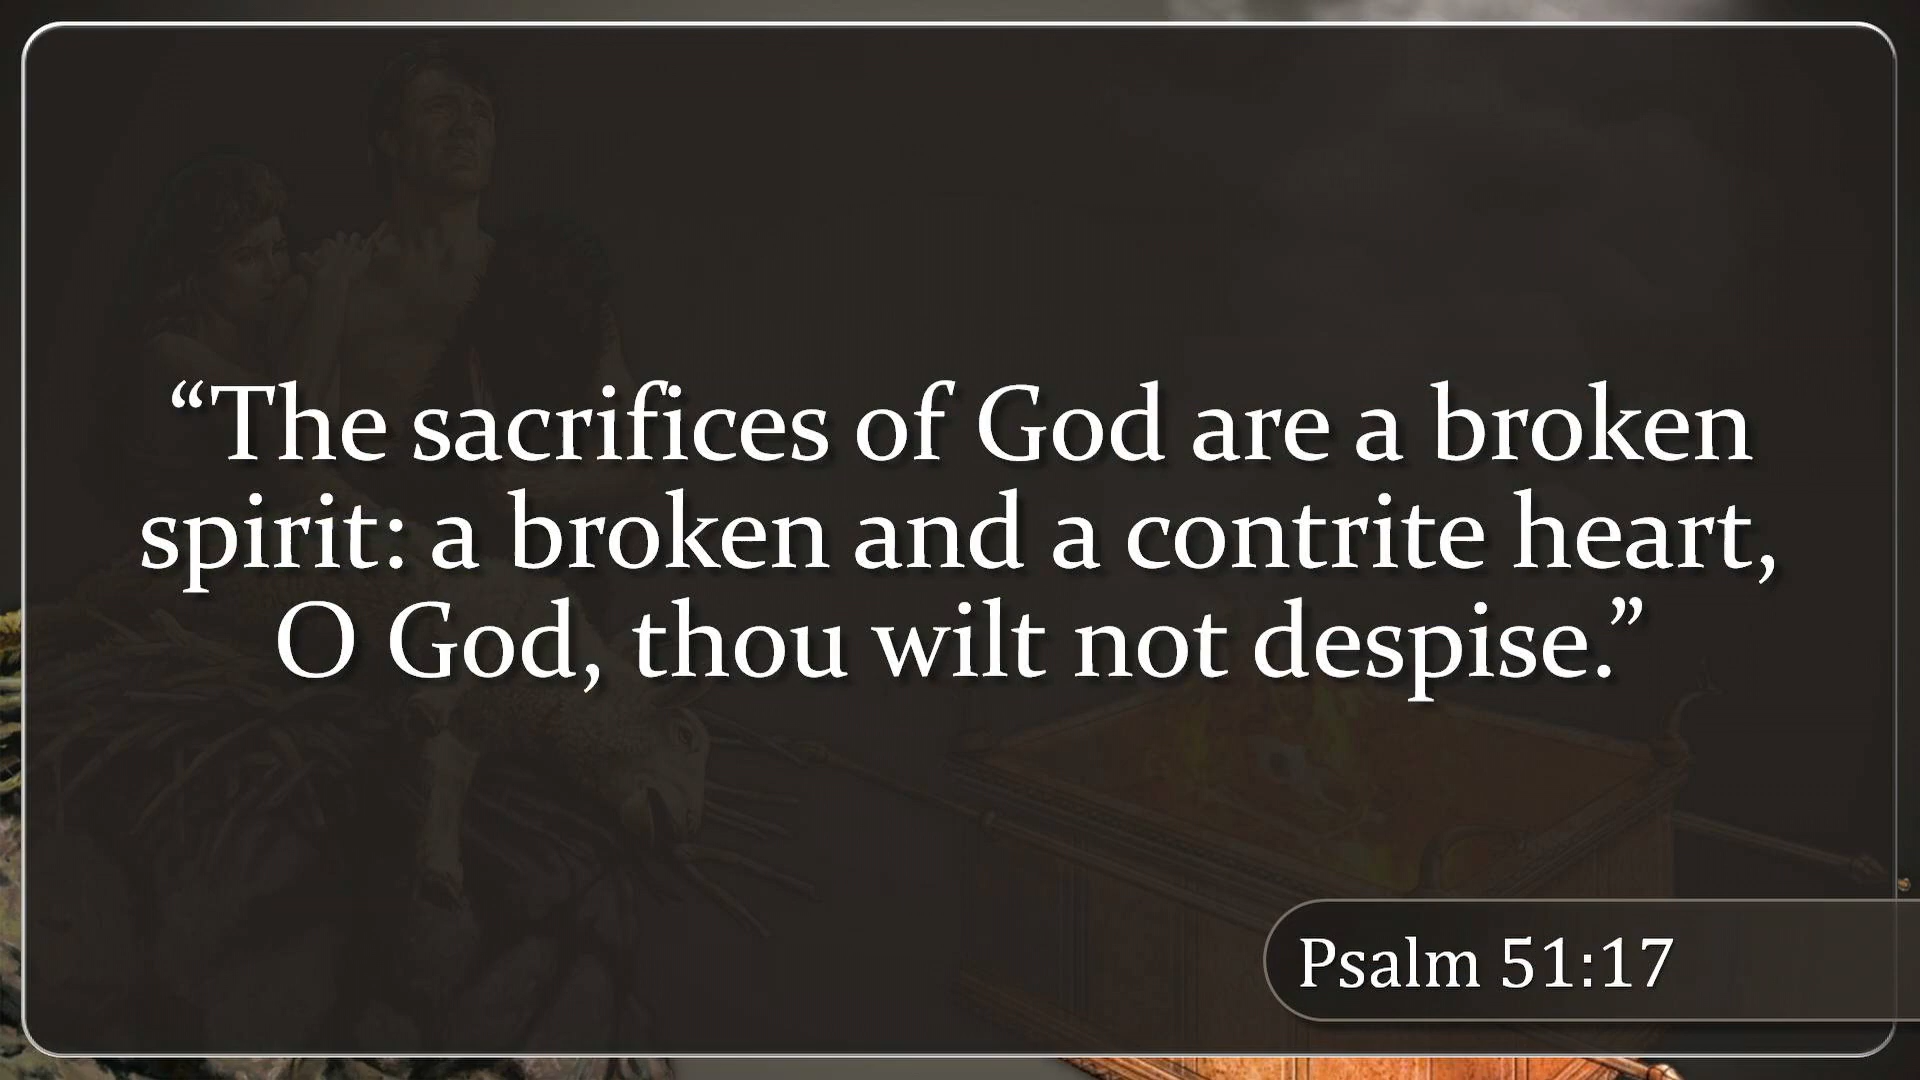 “The sacrifices of God are a broken
spirit: a broken and a contrite heart,
O God, thou wilt not despise.”
Psalm 51:17